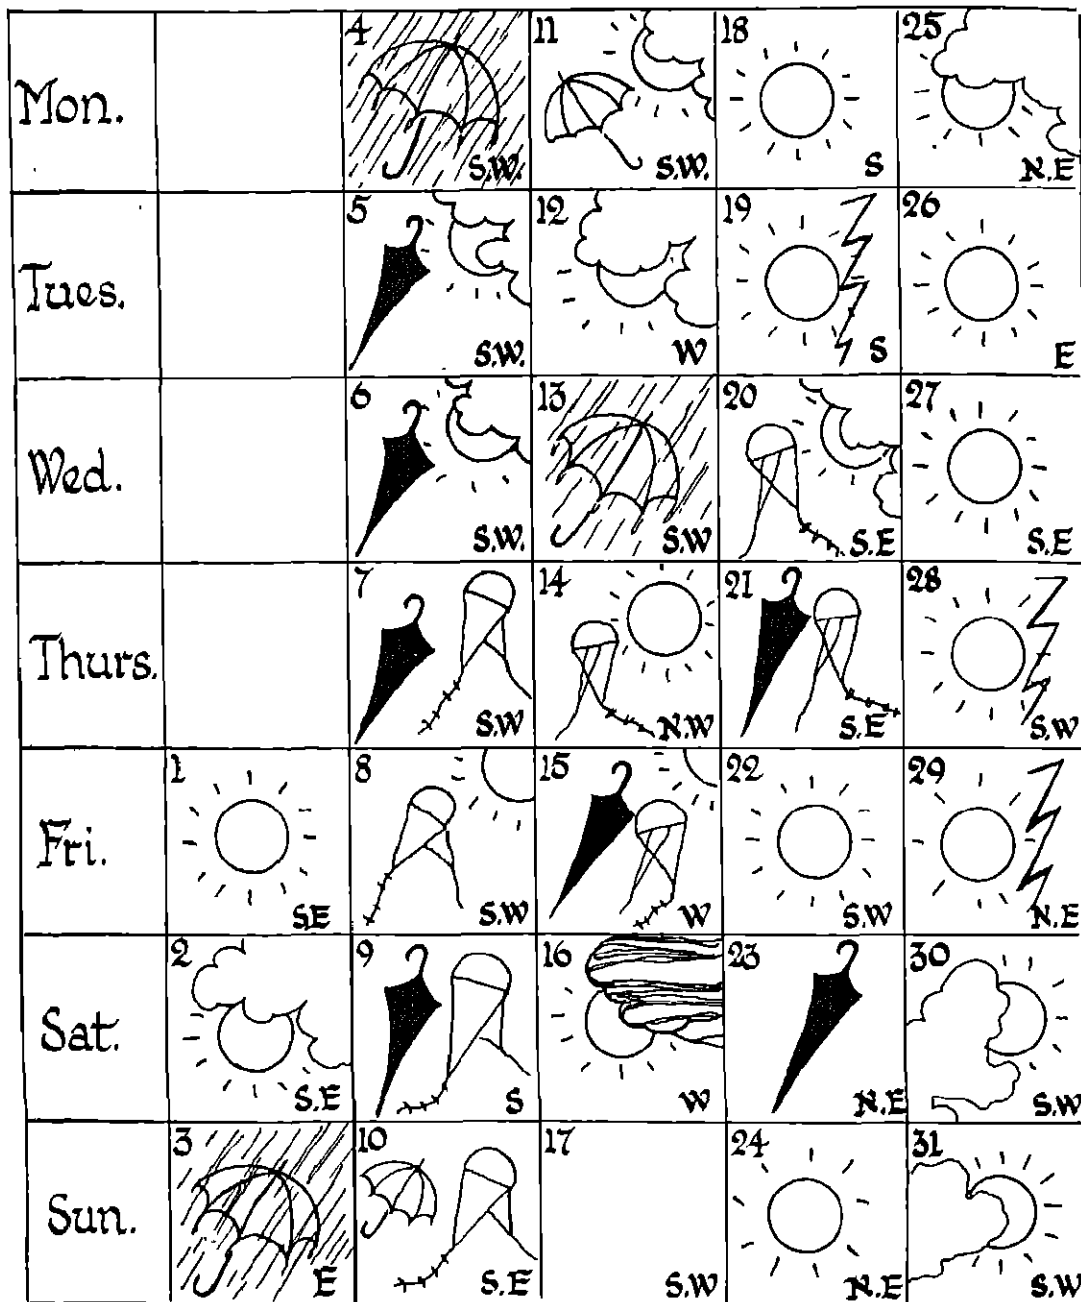 Mon. 4 S.W. 11 S.W. 18 S 25 N.E
Tues. 5 S.W. 12 W 19 S 26 E
Wed. 6 S.W. 13 S.W 20 S.E 27 S.E
Thurs. 7 S.W 14 N.W 21 S.E 28 S.W
Fri. 1 S.E 8 S.W 15 W 22 S.W 29 N.E
Sat. 2 S.E 9 S 16 W 23 N.E 30 S.W
Sun. 3 E 10 S.E 17 S.W 24 N.E 31 S.W